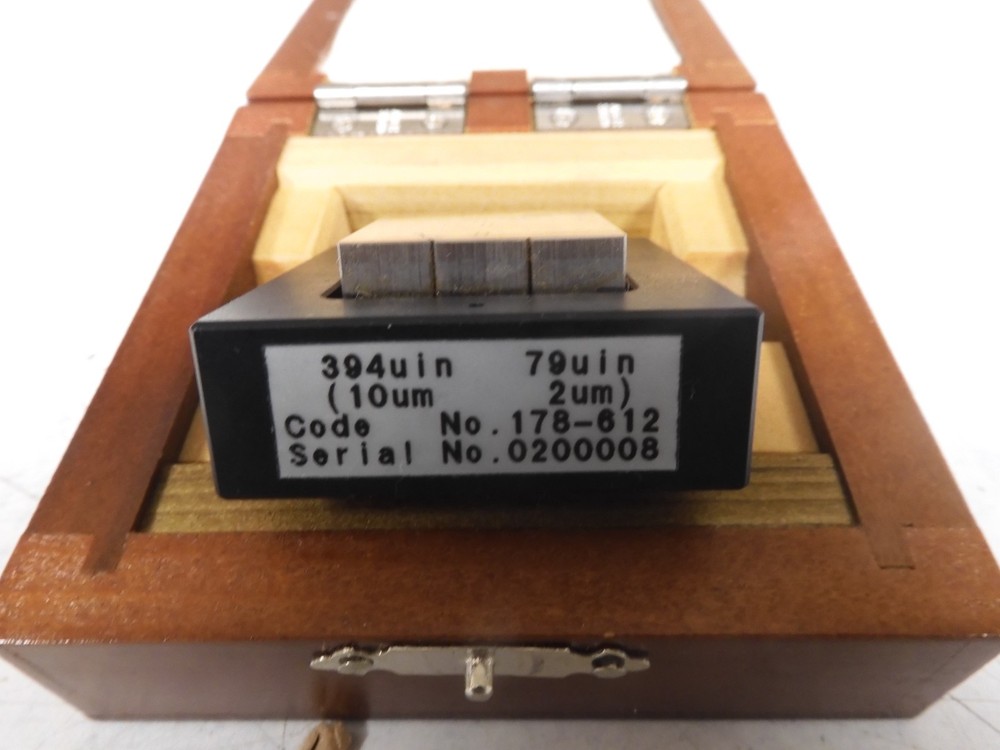 394uin 79uin
(10um 2um)
Code No.178-612
Serial No.0200008